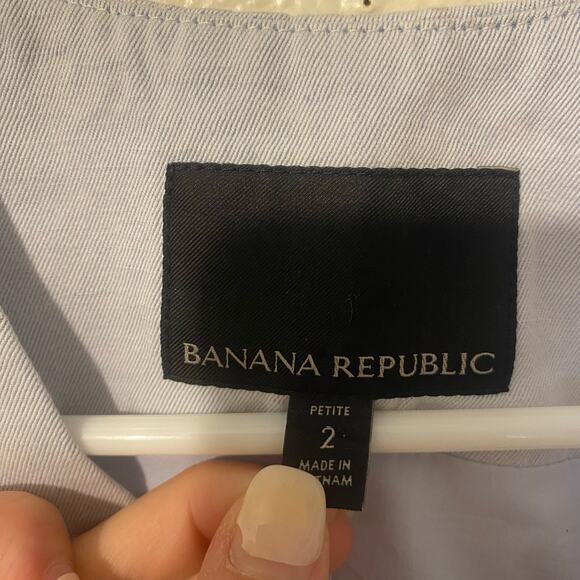 BANANA REPUBLIC
PETITE
2
MADE IN